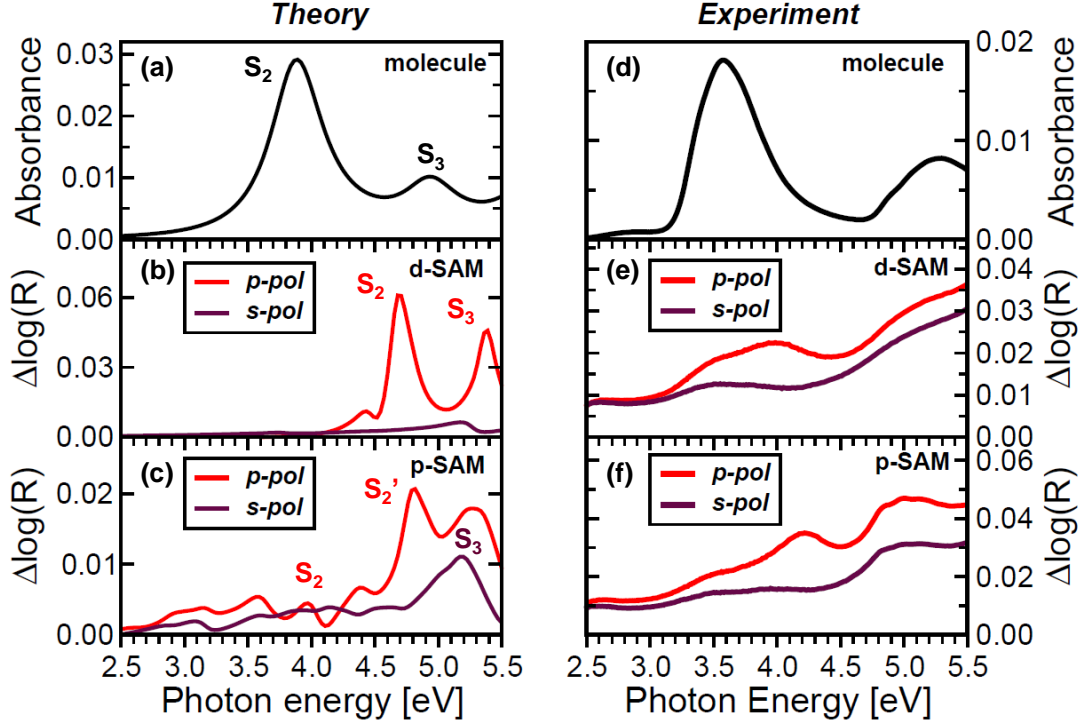 Theory
Experiment
(a)
S2
molecule
S3
Absorbance
0.03
0.02
0.01
0.00
(d)
molecule
Absorbance
0.02
0.01
0.00
(b)
p-pol
s-pol
S2
d-SAM
S3
Δlog(R)
0.06
0.03
0.00
(e)
p-pol
s-pol
d-SAM
Δlog(R)
0.04
0.03
0.02
0.01
0.00
(c)
p-pol
s-pol
p-SAM
S2'
S3
S2
Δlog(R)
0.02
0.01
0.00
(f)
p-pol
s-pol
p-SAM
Δlog(R)
0.06
0.04
0.02
0.00
2.5 3.0 3.5 4.0 4.5 5.0 5.5
Photon energy [eV]
2.5 3.0 3.5 4.0 4.5 5.0 5.5
Photon Energy [eV]